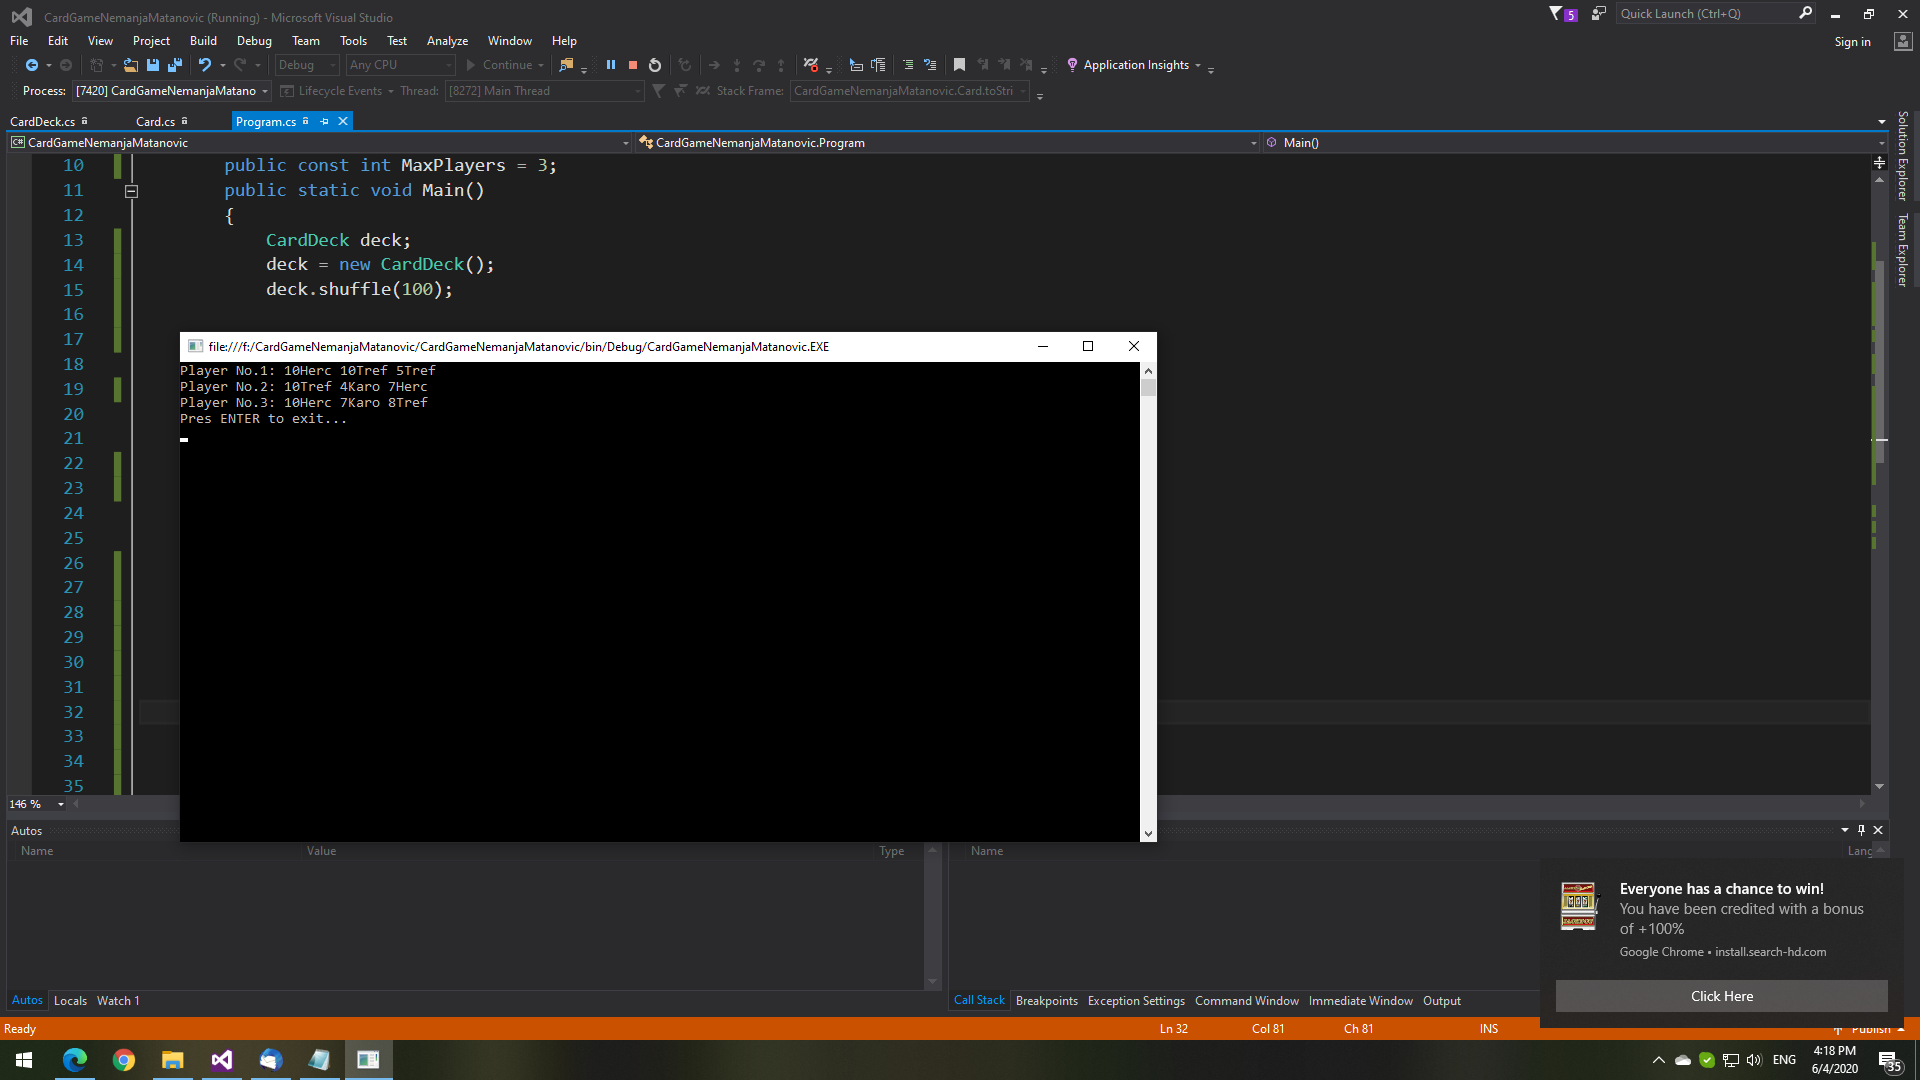 CardGameNemanjaMatanovic (Running) - Microsoft Visual Studio
5
Quick Launch (Ctrl+Q)
File Edit View Project Build Debug Team Tools Test Analyze Window Help
Sign in
Debug Any CPU Continue Application Insights
Process: [7420] CardGameNemanjaMatano Lifecycle Events Thread: [8272] Main Thread Stack Frame: CardGameNemanjaMatanovic.Card.toStri
CardDeck.cs Card.cs Program.cs
CardGameNemanjaMatanovic CardGameNemanjaMatanovic.Program Main()
Solution Explorer
Team Explorer
10 public const int MaxPlayers = 3;
11 public static void Main()
12 {
13 CardDeck deck;
14 deck = new CardDeck();
15 deck.shuffle(100);
16
17
18
19
20
21
22
23
24
25
26
27
28
29
30
31
32
33
34
35
file:///f:/CardGameNemanjaMatanovic/CardGameNemanjaMatanovic/bin/Debug/CardGameNemanjaMatanovic.EXE
Player No.1: 10Herc 10Tref 5Tref
Player No.2: 10Tref 4Karo 7Herc
Player No.3: 10Herc 7Karo 8Tref
Pres ENTER to exit...
146 %
Autos
Name Value Type
Name Lang
Everyone has a chance to win!
You have been credited with a bonus
of +100%
Google Chrome • install.search-hd.com
Click Here
Autos Locals Watch 1
Call Stack Breakpoints Exception Settings Command Window Immediate Window Output
Ready Ln 32 Col 81 Ch 81 INS Publish
ENG
4:18 PM
6/4/2020
35